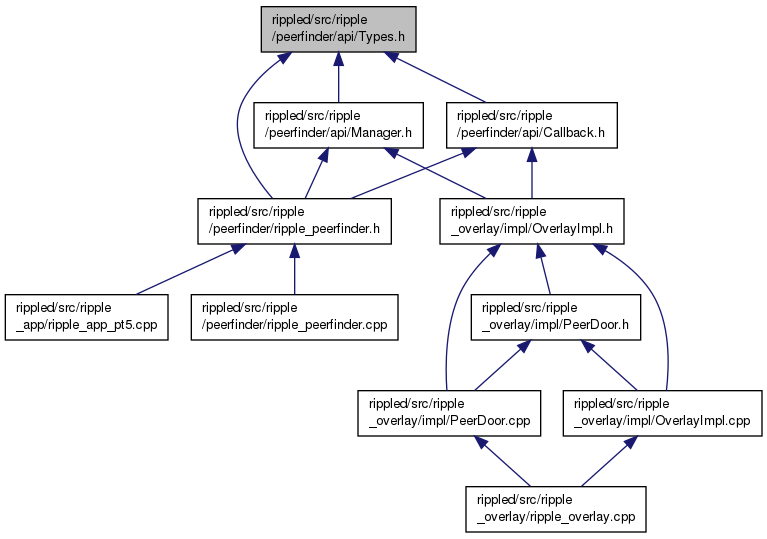 rippled/src/ripple
/peerfinder/api/Types.h
rippled/src/ripple
/peerfinder/api/Manager.h
rippled/src/ripple
/peerfinder/api/Callback.h
rippled/src/ripple
/peerfinder/ripple_peerfinder.h
rippled/src/ripple
_overlay/impl/OverlayImpl.h
rippled/src/ripple
_app/ripple_app_pt5.cpp
rippled/src/ripple
/peerfinder/ripple_peerfinder.cpp
rippled/src/ripple
_overlay/impl/PeerDoor.h
rippled/src/ripple
_overlay/impl/PeerDoor.cpp
rippled/src/ripple
_overlay/impl/OverlayImpl.cpp
rippled/src/ripple
_overlay/ripple_overlay.cpp